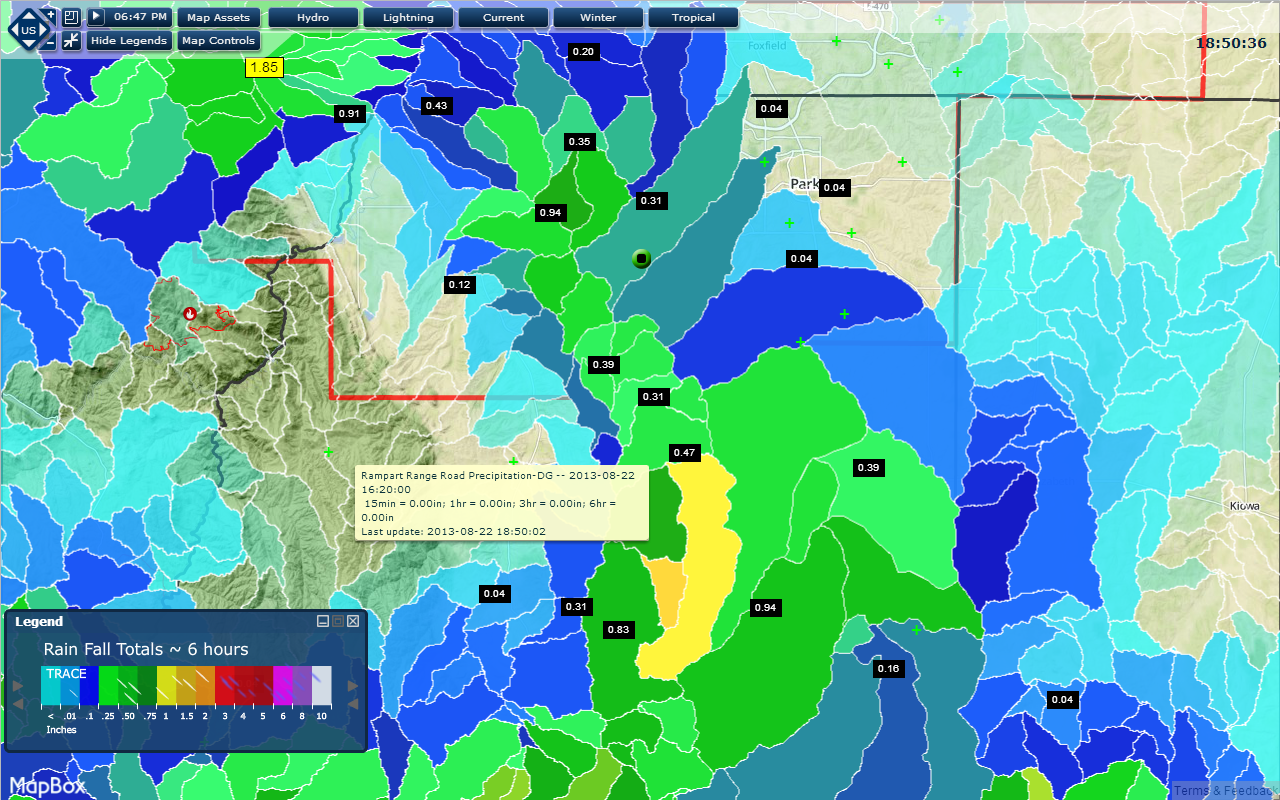 -470
06:47 PM
Map Assets
Hydro
Lightning
Current
Winter
Tropical
US
Hide Legends
Map Controls
Foxfield
18:50:36
0.20
1.85
0.43
0.91
0.04
0.35
Park
0.04
0.31
0.94
0.04
0.12
0.39
0.31
0.47
0.39
Rampart Range Road Precipitation-DG -- 2013-08-22
16:20:00
15min = 0.00in; 1hr = 0.00in; 3hr = 0.00in; 6hr =
0.00in
Last update: 2013-08-22 18:50:02
Kiowa
0.04
0.31
0.94
0.83
0.16
0.04
Legend
Rain Fall Totals ~ 6 hours
TRACE
< .01 .1 .25 .50 .75 1 1.5 2 3 4 5 6 8 10
Inches
MapBox
Terms & Feedback